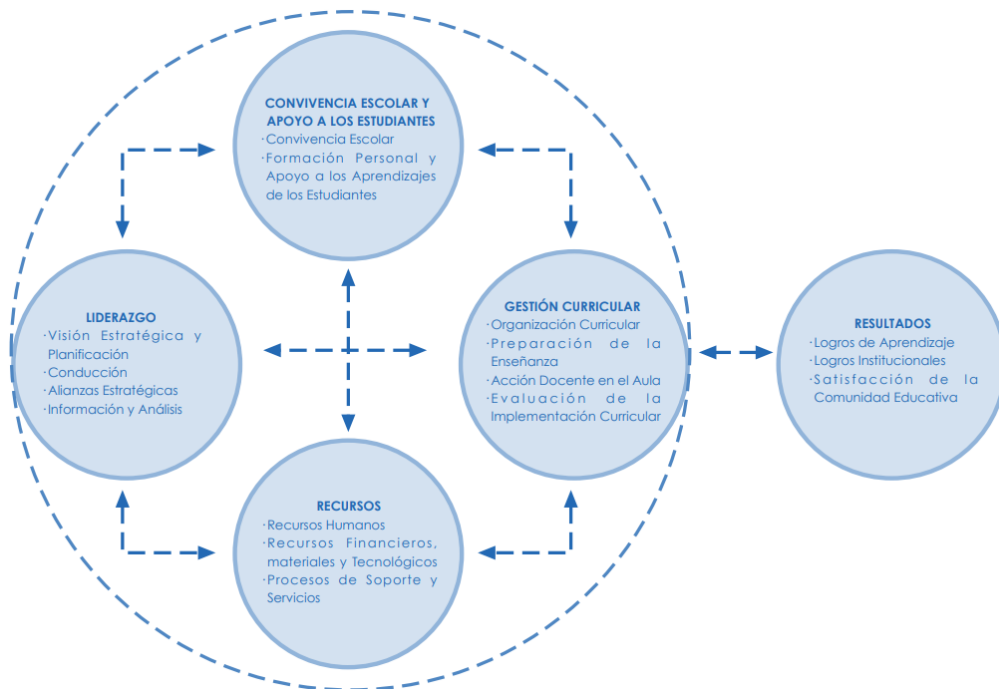 CONVIVENCIA ESCOLAR Y
APOYO A LOS ESTUDIANTES
·Convivencia Escolar
·Formación Personal y
Apoyo a los Aprendizajes
de los Estudiantes
LIDERAZGO
·Visión Estratégica y
Planificación
·Conducción
·Alianzas Estratégicas
·Información y Análisis
GESTIÓN CURRICULAR
·Organización Curricular
·Preparación de la
Enseñanza
·Acción Docente en el Aula
·Evaluación de la
Implementación Curricular
RESULTADOS
·Logros de Aprendizaje
·Logros Institucionales
·Satisfacción de la
Comunidad Educativa
RECURSOS
·Recursos Humanos
·Recursos Financieros,
materiales y Tecnológicos
·Procesos de Soporte y
Servicios